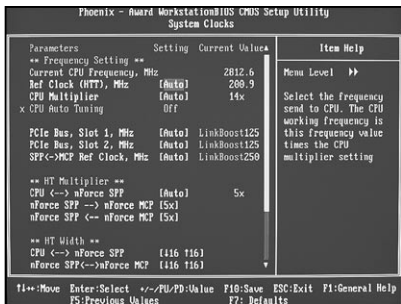 Phoenix - Award WorkstationBIOS CMOS Setup Utility
System Clocks
Parameters Setting Current Value
** Frequency Setting **
Current CPU Frequency, MHz 2812.6
Ref Clock (HTT), MHz [Auto] 200.9
CPU Multiplier [Auto] 14x
x CPU Auto Tuning Off
PCIe Bus, Slot 1, MHz [Auto] LinkBoost125
PCIe Bus, Slot 2, MHz [Auto] LinkBoost125
SPP<->MCP Ref Clock, MHz [Auto] LinkBoost250
** HT Multiplier **
CPU <--> nForce SPP [Auto] 5x
nForce SPP --> nForce MCP [5x]
nForce SPP <-- nForce MCP [5x]
** HT Width **
CPU <--> nForce SPP [↓16 ↑16]
nForce SPP<-->nForce MCP [↓16 ↑16]
Item Help
Menu Level ▸▸
Select the frequency
send to CPU. The CPU
working frequency is
this frequency value
times the CPU
multiplier setting
↑↓→←:Move Enter:Select +/-/PU/PD:Value F10:Save ESC:Exit F1:General Help
F5:Previous Values F7: Defaults